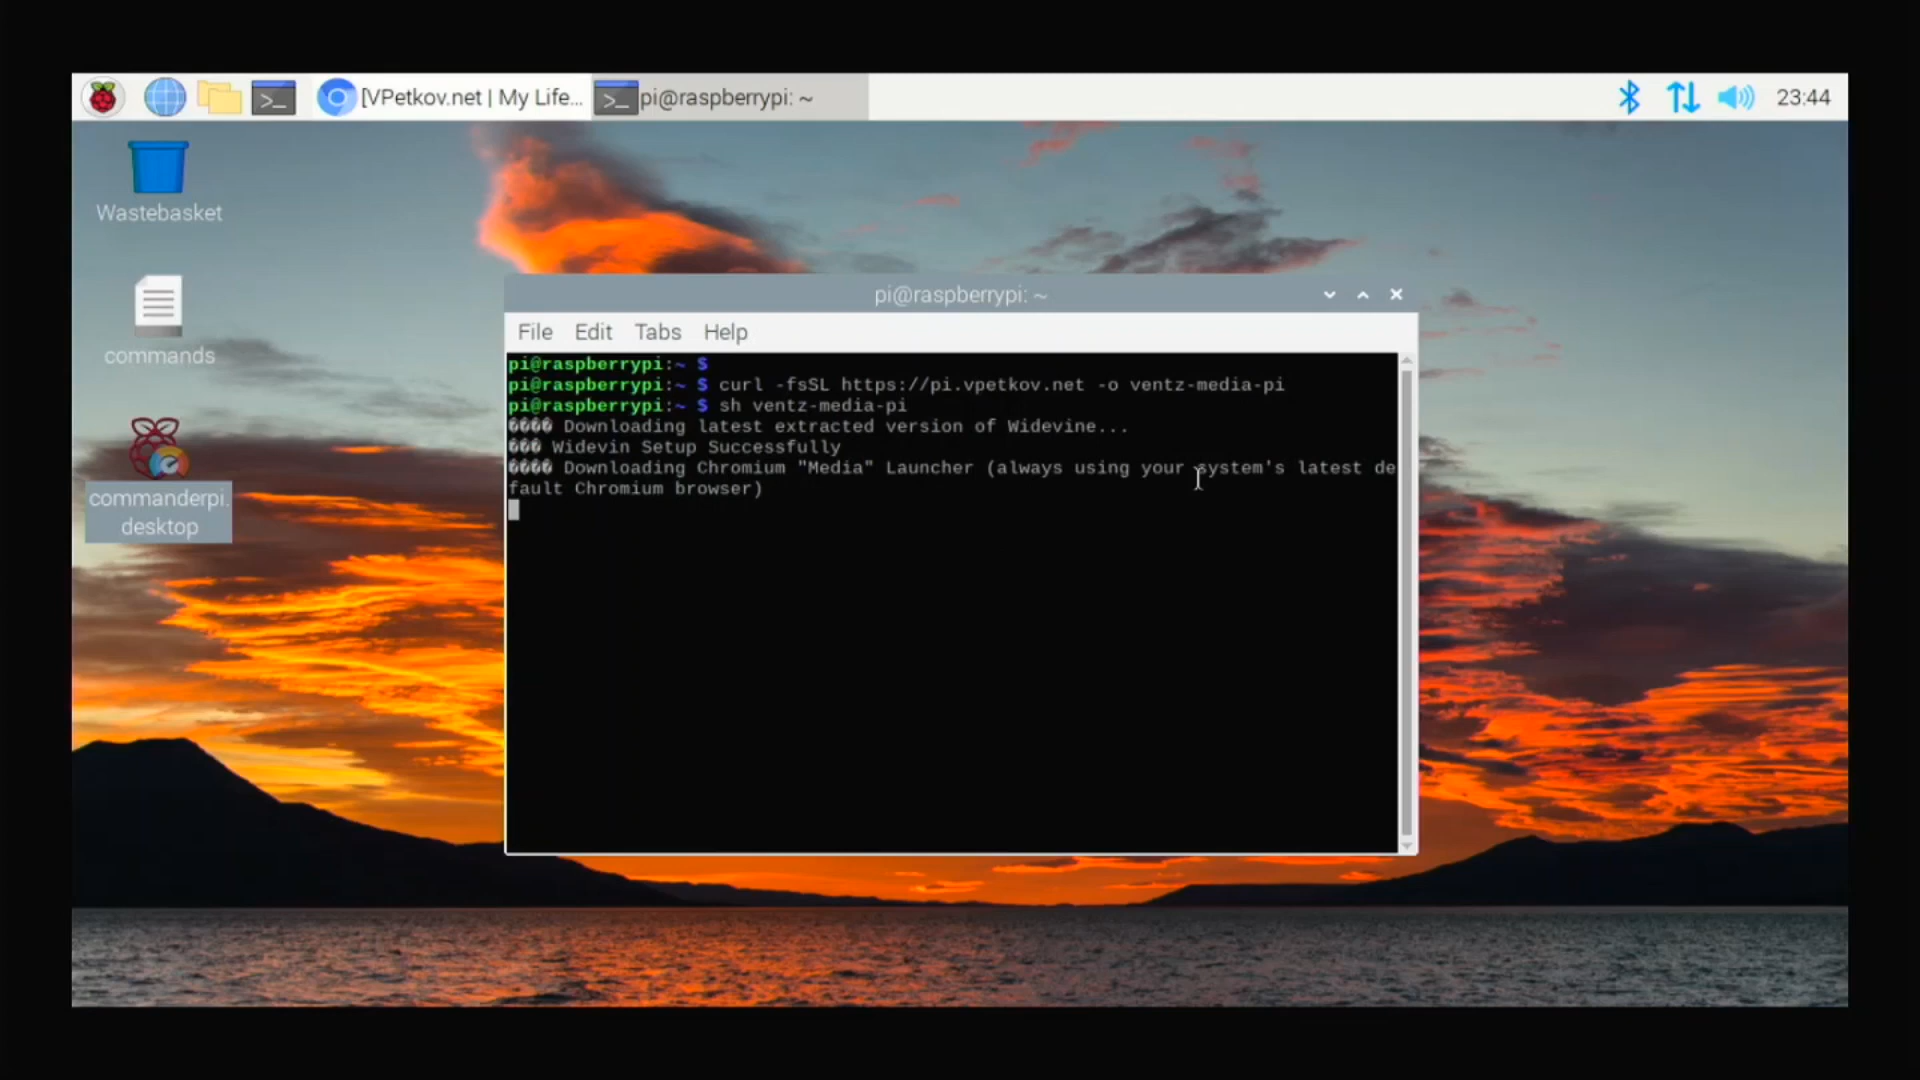 [VPetkov.net | My Life...
pi@raspberrypi: ~
23:44
Wastebasket
commands
commanderpi.
desktop
pi@raspberrypi: ~
File Edit Tabs Help
pi@raspberrypi:~ $
pi@raspberrypi:~ $ curl -fsSL https://pi.vpetkov.net -o ventz-media-pi
pi@raspberrypi:~ $ sh ventz-media-pi
���� Downloading latest extracted version of Widevine...
��� Widevin Setup Successfully
���� Downloading Chromium "Media" Launcher (always using your system's latest de
fault Chromium browser)